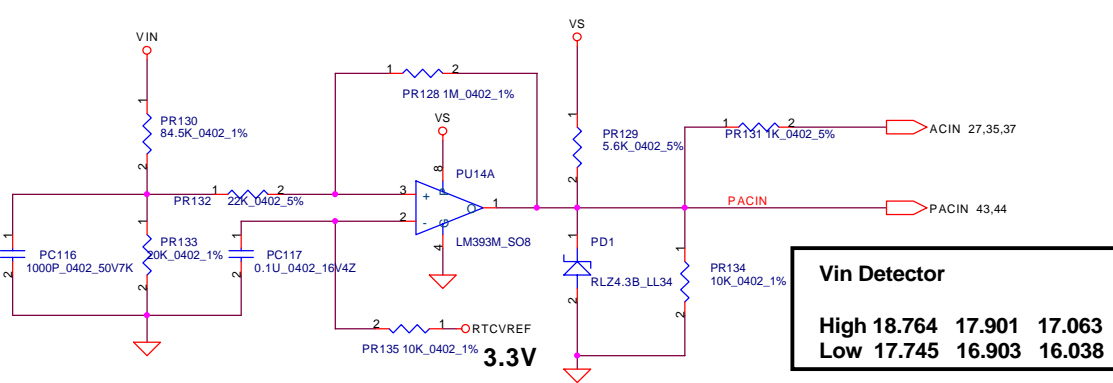 VIN
VS
1 2
PR128 1M_0402_1%
PR130
84.5K_0402_1%
1
2
VS
8
PU14A
PR129
5.6K_0402_5%
1
2
1 2
PR131 1K_0402_5%
ACIN 27,35,37
PR132 1 2
22K_0402_5%
3
+
P
O
1
2
-
G
4
LM393M_SO8
PACIN
PACIN 43,44
1
2
PC116
1000P_0402_50V7K
1
2
PR133
20K_0402_1%
1
2
PC117
0.1U_0402_16V4Z
1
2
PD1
RLZ4.3B_LL34
1
2
PR134
10K_0402_1%
2 1
RTCVREF
PR135 10K_0402_1%
3.3V
Vin Detector
High 18.764 17.901 17.063
Low 17.745 16.903 16.038